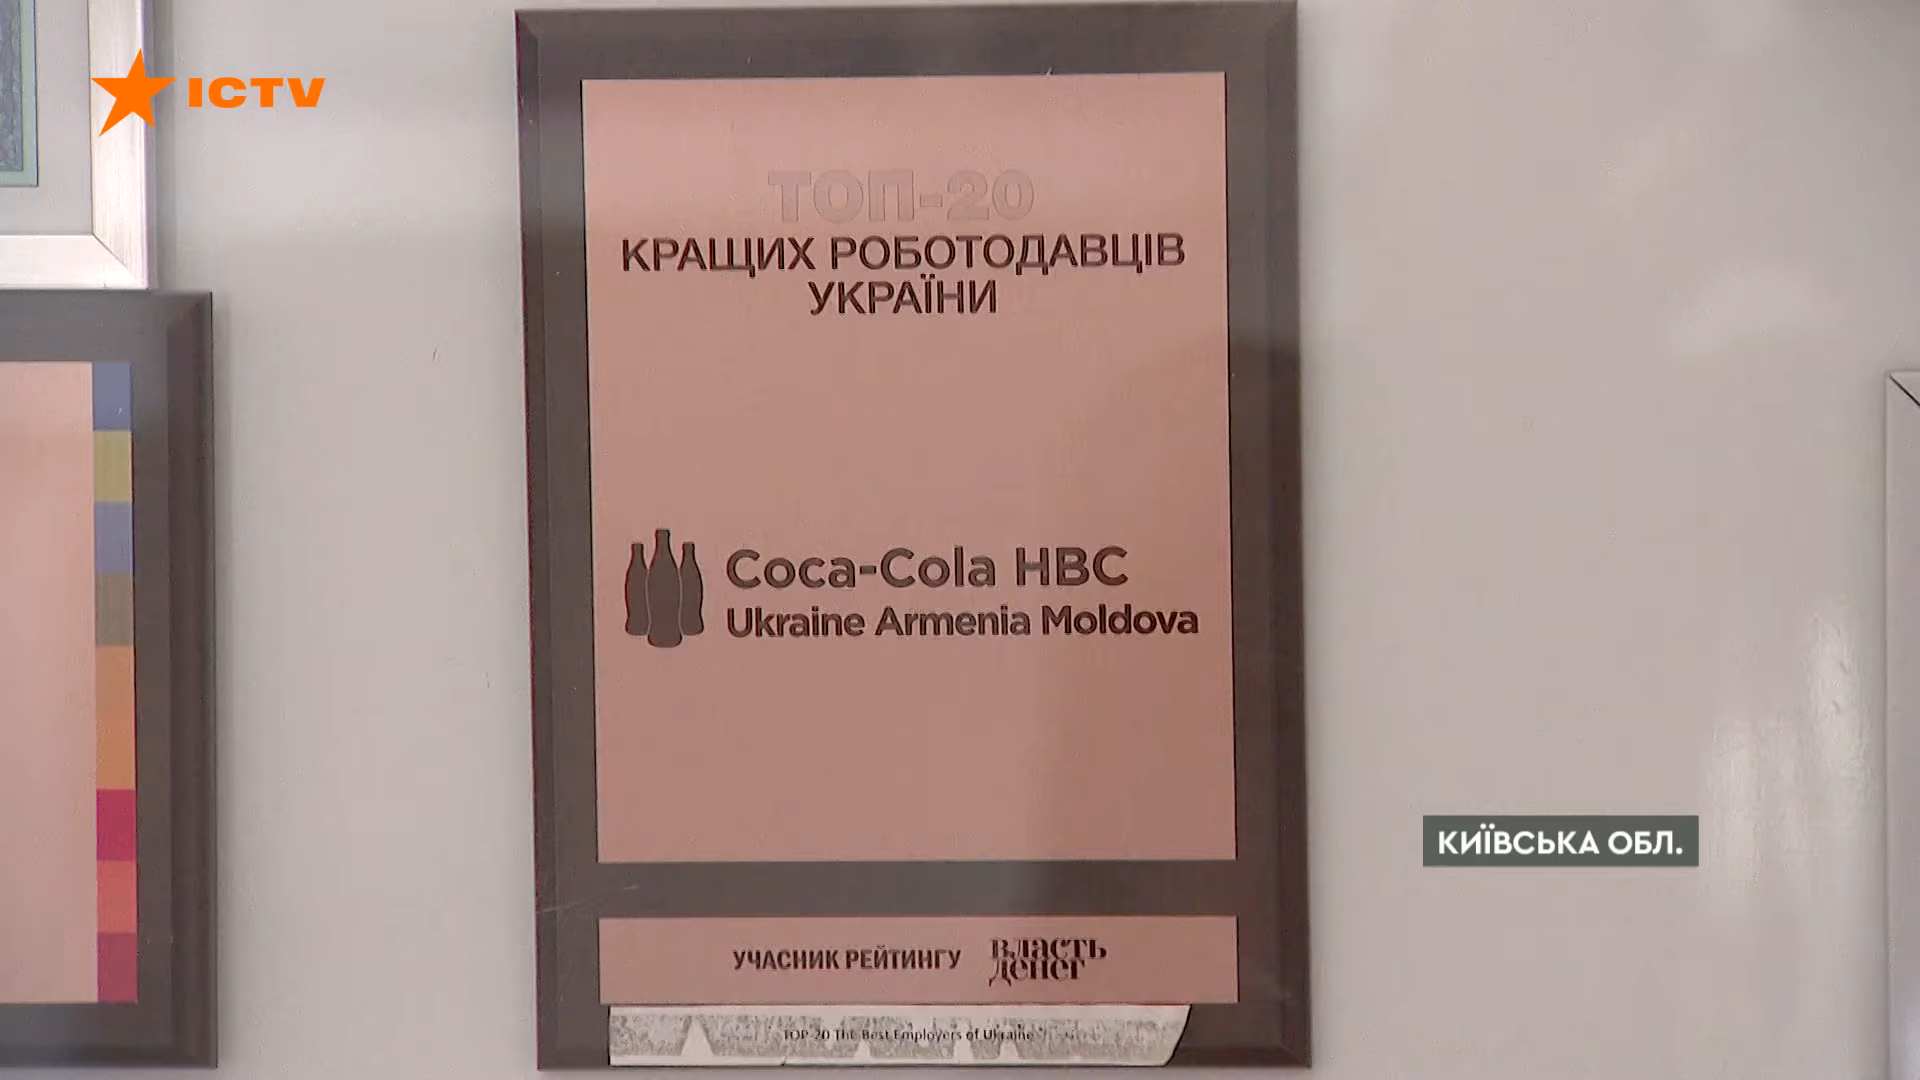 ICTV
ТОП-20
КРАЩИХ РОБОТОДАВЦІВ
УКРАЇНИ
Coca-Cola HBC
Ukraine Armenia Moldova
КИЇВСЬКА ОБЛ.
УЧАСНИК РЕЙТИНГУ
власть
денег
TOP-20 The Best Employers of Ukraine